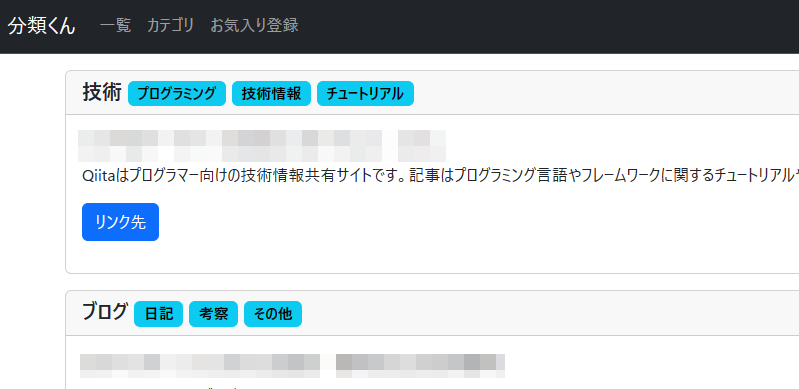 分類くん 一覧 カテゴリ お気入り登録
技術 プログラミング 技術情報 チュートリアル
Qiitaはプログラマー向けの技術情報共有サイトです。記事はプログラミング言語やフレームワークに関するチュートリアル
リンク先
ブログ 日記 考察 その他